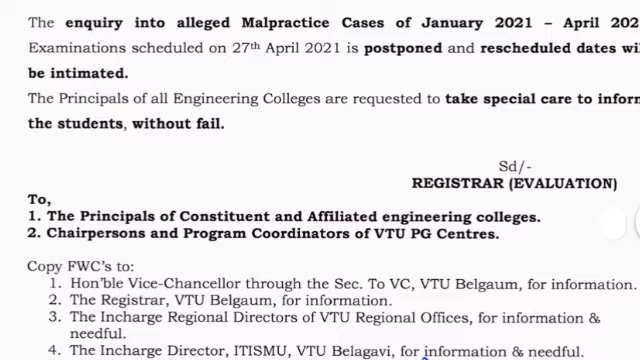 The enquiry into alleged Malpractice Cases of January 2021 – April 202
Examinations scheduled on 27th April 2021 is postponed and rescheduled dates wil
be intimated.
The Principals of all Engineering Colleges are requested to take special care to inform
the students, without fail.
Sd/-
REGISTRAR (EVALUATION)
To,
1. The Principals of Constituent and Affiliated engineering colleges.
2. Chairpersons and Program Coordinators of VTU PG Centres.
Copy FWC's to:
1. Hon'ble Vice-Chancellor through the Sec. To VC, VTU Belgaum, for information.
2. The Registrar, VTU Belgaum, for information.
3. The Incharge Regional Directors of VTU Regional Offices, for information &
needful.
4. The Incharge Director, ITISMU, VTU Belagavi, for information & needful.